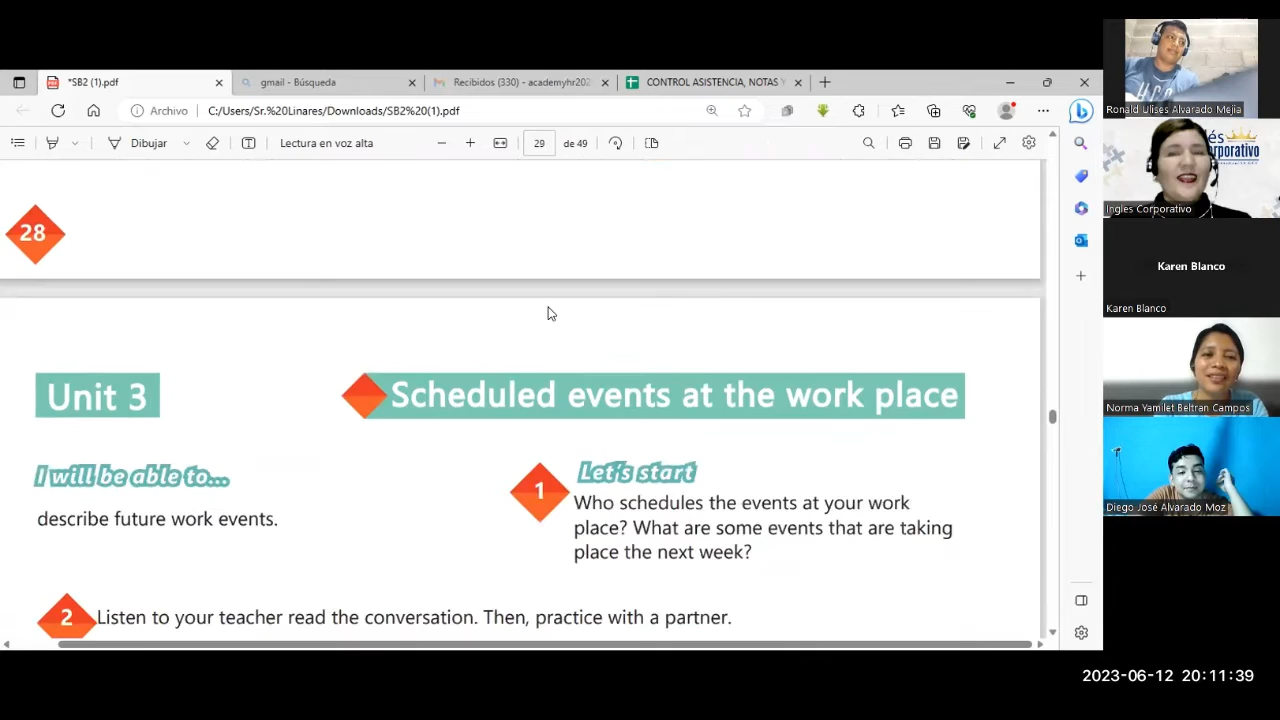 *SB2 (1).pdf
gmail - Búsqueda
Recibidos (330) - academyhr202
CONTROL ASISTENCIA, NOTAS Y
Archivo
C:/Users/Sr.%20Linares/Downloads/SB2%20(1).pdf
Dibujar
Lectura en voz alta
29
de 49
28
Unit 3
Scheduled events at the work place
I will be able to...
describe future work events.
1
Let's start
Who schedules the events at your work
place? What are some events that are taking
place the next week?
2
Listen to your teacher read the conversation. Then, practice with a partner.
Ronald Ulises Alvarado Mejia
Ingles Corporativo
Karen Blanco
Karen Blanco
Norma Yamilet Beltran Campos
Diego José Alvarado Moz
2023-06-12 20:11:39